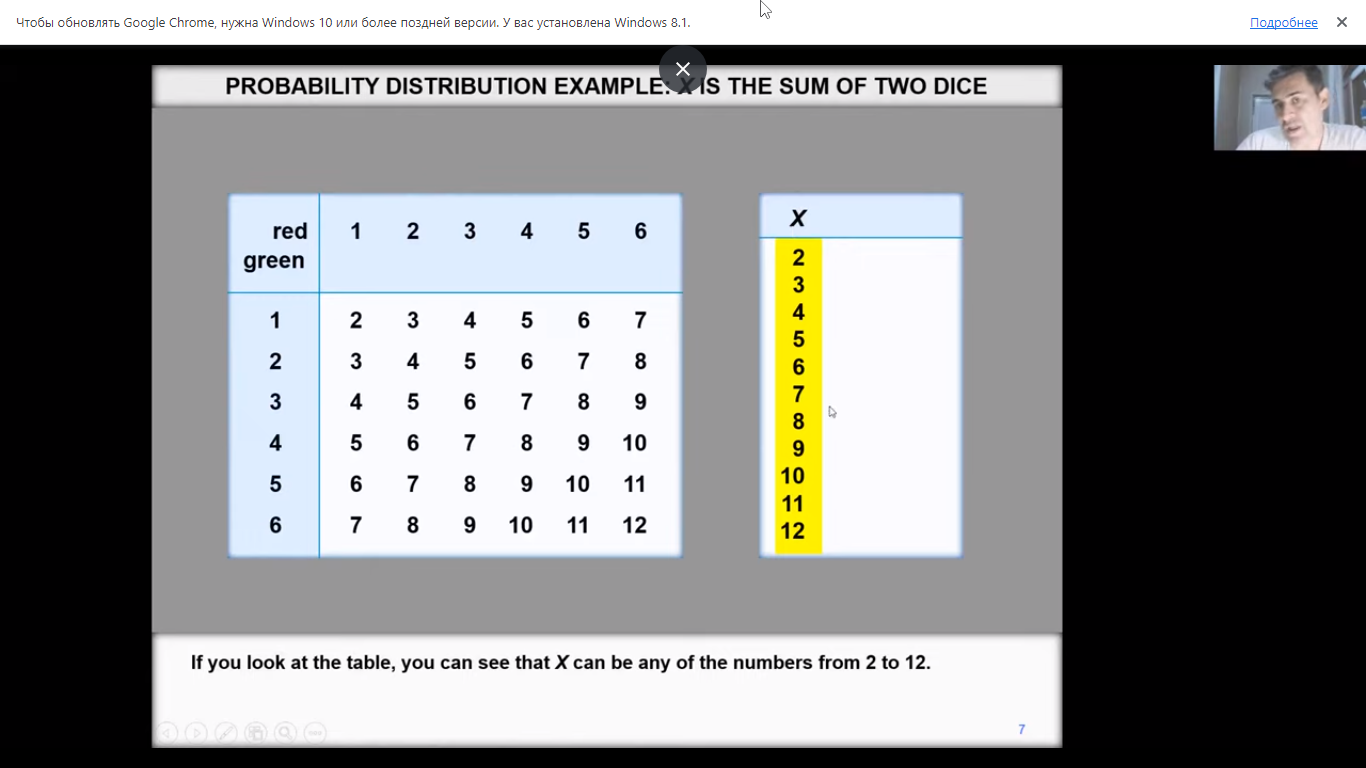 Чтобы обновлять Google Chrome, нужна Windows 10 или более поздней версии. У вас установлена Windows 8.1.
Подробнее
PROBABILITY DISTRIBUTION EXAMPLE: X IS THE SUM OF TWO DICE
red 1 2 3 4 5 6
green
1 2 3 4 5 6 7
2 3 4 5 6 7 8
3 4 5 6 7 8 9
4 5 6 7 8 9 10
5 6 7 8 9 10 11
6 7 8 9 10 11 12
X
2
3
4
5
6
7
8
9
10
11
12
If you look at the table, you can see that X can be any of the numbers from 2 to 12.
7